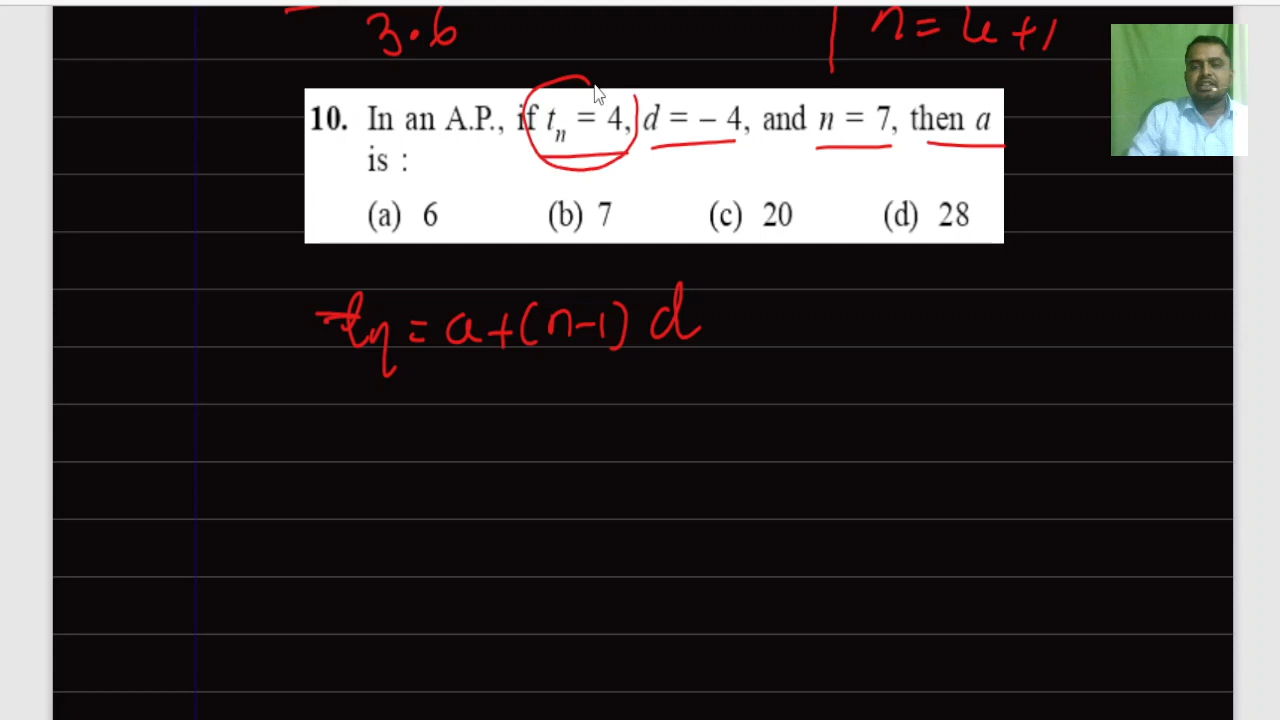 3.6
n = 4+1
10. In an A.P., if tn = 4, d = – 4, and n = 7, then a
is :
(a) 6 (b) 7 (c) 20 (d) 28
tn = a+(n-1) d